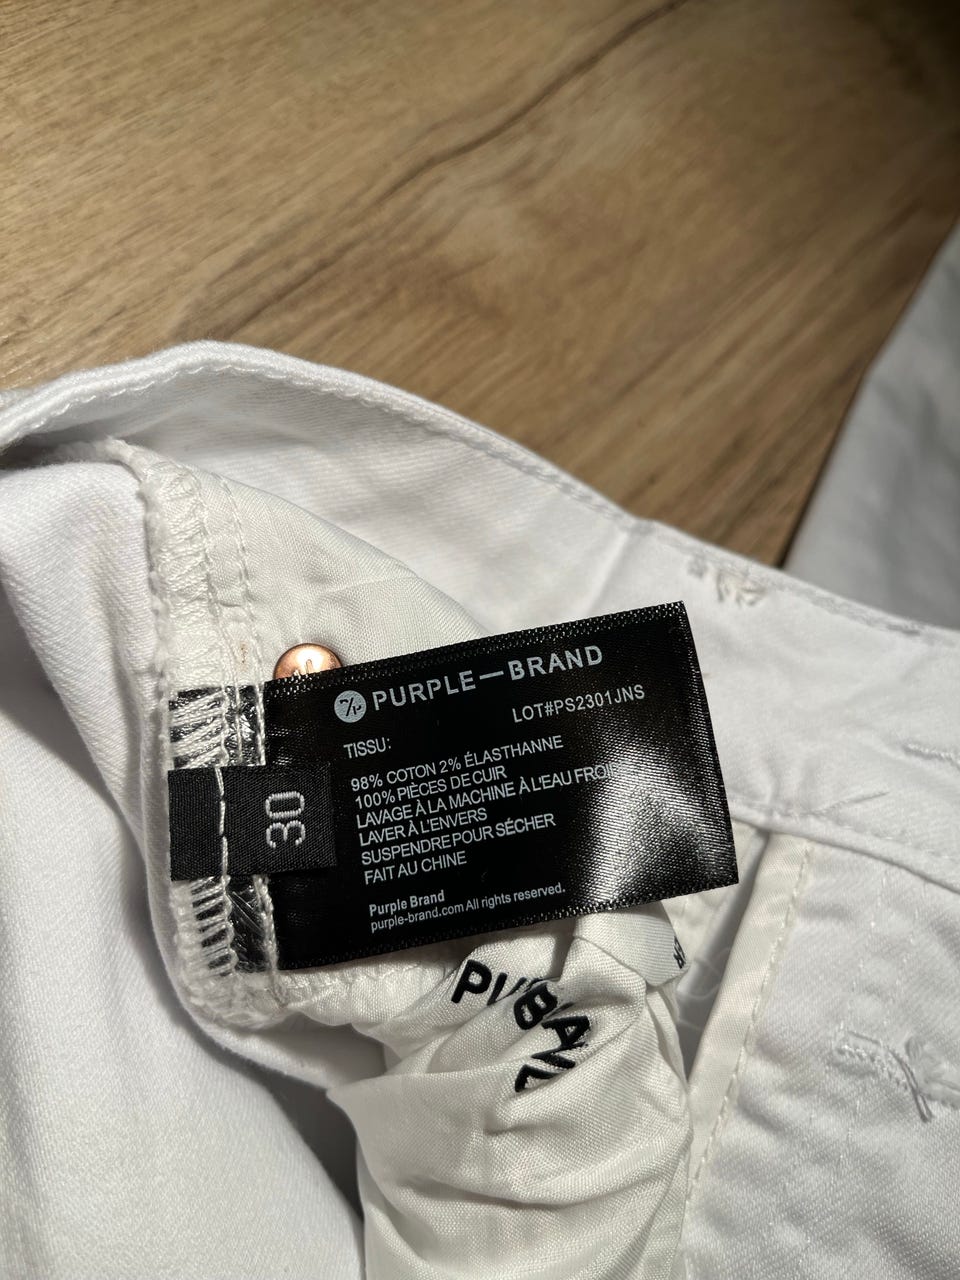 PURPLE—BRAND
LOT#PS2301JNS
TISSU:
98% COTON 2% ÉLASTHANNE
100% PIÈCES DE CUIR
LAVAGE À LA MACHINE À L'EAU FROIDE
LAVER À L'ENVERS
SUSPENDRE POUR SÉCHER
FAIT AU CHINE
Purple Brand
purple-brand.com All rights reserved.
30